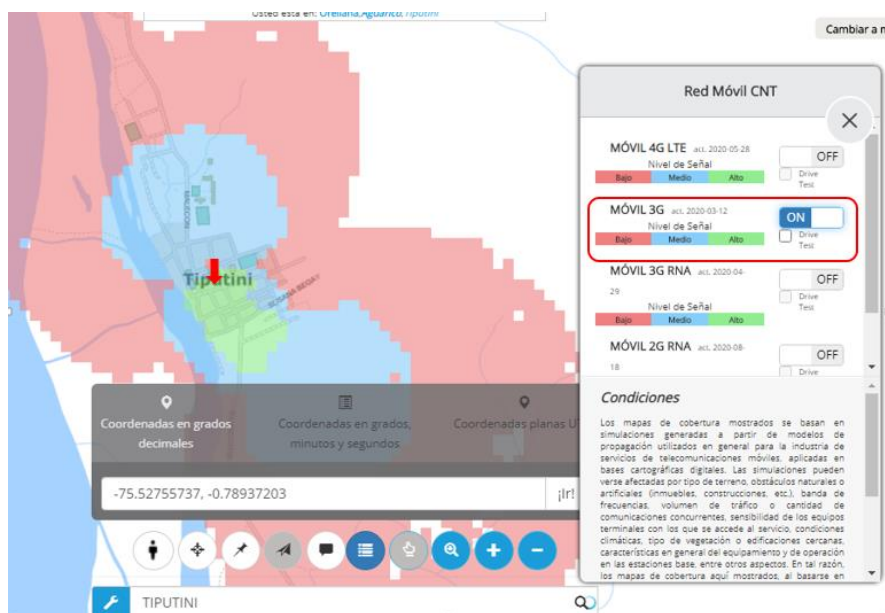 Usted está en: Orellana,Aguarico,Tiputini
Cambiar a m
Red Móvil CNT
MÓVIL 4G LTE act. 2020-05-28
OFF
Nivel de Señal
Bajo Medio Alto
Drive
Test
MÓVIL 3G act. 2020-03-12
ON
Nivel de Señal
Bajo Medio Alto
Drive
Test
MÓVIL 3G RNA act. 2020-04-
29
OFF
Nivel de Señal
Bajo Medio Alto
Drive
Test
MÓVIL 2G RNA act. 2020-08-
18
OFF
Drive
MALECON
Tiputini
Condiciones
Los mapas de cobertura mostrados se basan en
simulaciones generadas a partir de modelos de
propagación utilizados en general para la industria de
servicios de telecomunicaciones móviles, aplicadas en
bases cartográficas digitales. Las simulaciones pueden
verse afectadas por tipo de terreno, obstáculos naturales o
artificiales (inmuebles, construcciones, etc.), banda de
frecuencias, volumen de tráfico o cantidad de
comunicaciones concurrentes, sensibilidad de los equipos
terminales con los que se accede al servicio, condiciones
climáticas, tipo de vegetación o edificaciones cercanas,
características en general del equipamiento y de operación
en las estaciones base, entre otros aspectos. En tal razón,
los mapas de cobertura aquí mostrados, al basarse en
Coordenadas en grados
decimales
Coordenadas en grados,
minutos y segundos
Coordenadas planas U
-75.52755737, -0.78937203
¡Ir!
TIPUTINI